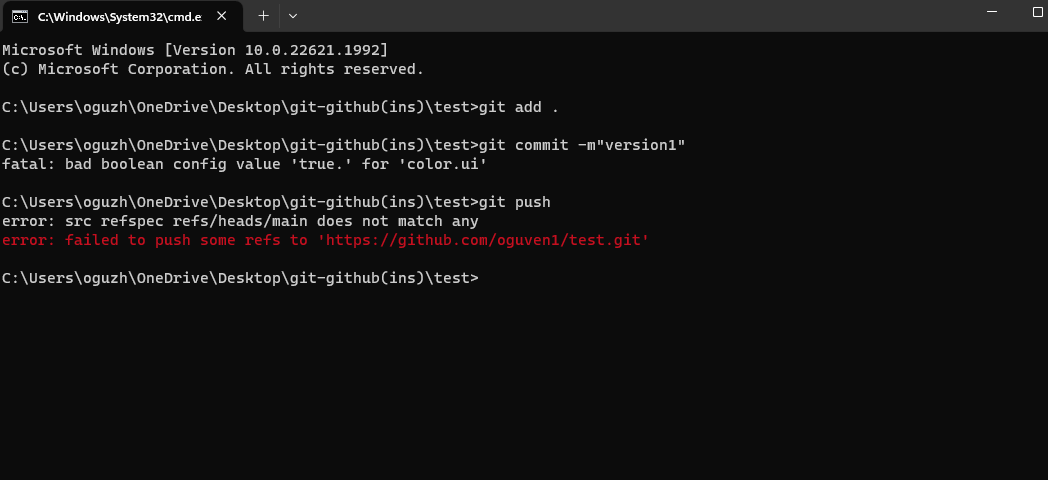 C:\Windows\System32\cmd.e
Microsoft Windows [Version 10.0.22621.1992]
(c) Microsoft Corporation. All rights reserved.
C:\Users\oguzh\OneDrive\Desktop\git-github(ins)\test>git add .
C:\Users\oguzh\OneDrive\Desktop\git-github(ins)\test>git commit -m"version1"
fatal: bad boolean config value 'true.' for 'color.ui'
C:\Users\oguzh\OneDrive\Desktop\git-github(ins)\test>git push
error: src refspec refs/heads/main does not match any
error: failed to push some refs to 'https://github.com/oguven1/test.git'
C:\Users\oguzh\OneDrive\Desktop\git-github(ins)\test>